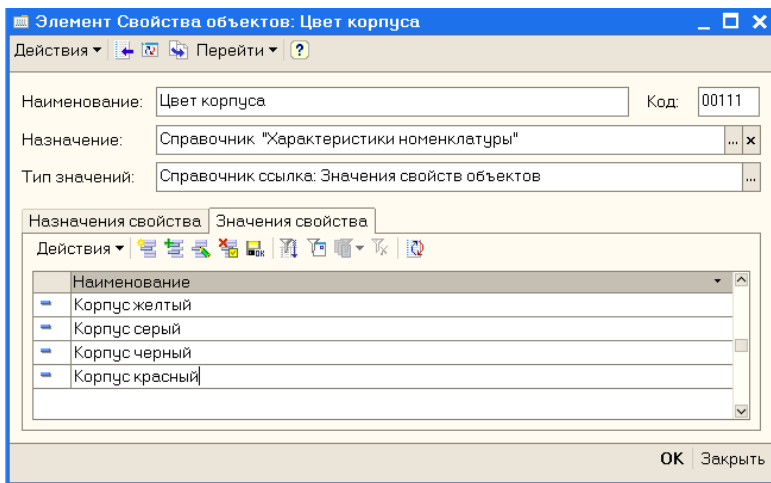 Элемент Свойства объектов: Цвет корпуса
Действия Перейти ?
Наименование: Цвет корпуса Код: 00111
Назначение: Справочник "Характеристики номенклатуры" ... x
Тип значений: Справочник ссылка: Значения свойств объектов ...
Назначения свойства Значения свойства
Действия
Наименование
Корпус желтый
Корпус серый
Корпус черный
Корпус красный
OK Закрыть